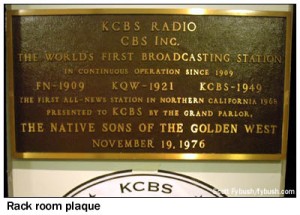 KCBS RADIO
CBS INC.
THE WORLD'S FIRST BROADCASTING STATION
IN CONTINUOUS OPERATION SINCE 1909
FN-1909 KQW-1921 KCBS-1949
THE FIRST ALL-NEWS STATION IN NORTHERN CALIFORNIA 1968
PRESENTED TO KCBS BY THE GRAND PARLOR,
THE NATIVE SONS OF THE GOLDEN WEST
NOVEMBER 19, 1976
KCBS
Scott Fybush/fybush.com
Rack room plaque